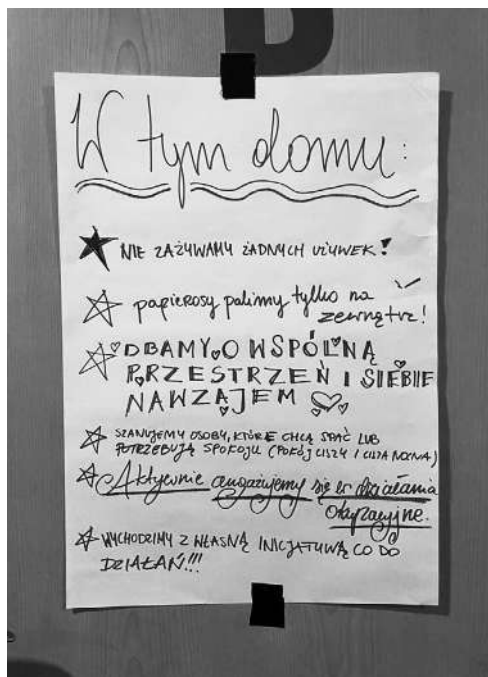 W tym domu:
NIE ZAŻYWAMY ŻADNYCH UŻYWEK!
papierosy palimy tylko na
zewnątrz!
DBAMY O WSPÓLNĄ
PRZESTRZEŃ I SIEBIE
NAWZAJEM
SZANUJEMY OSOBY, KTÓRE CHCĄ SPAĆ LUB
POTRZEBUJĄ SPOKOJU (POKÓJ CISZY I CISZA NOCNA)
Aktywnie angażujemy się w działania
okupacyjne.
WYCHODZIMY Z WŁASNĄ INICJATYWĄ CO DO
DZIAŁAŃ!!!